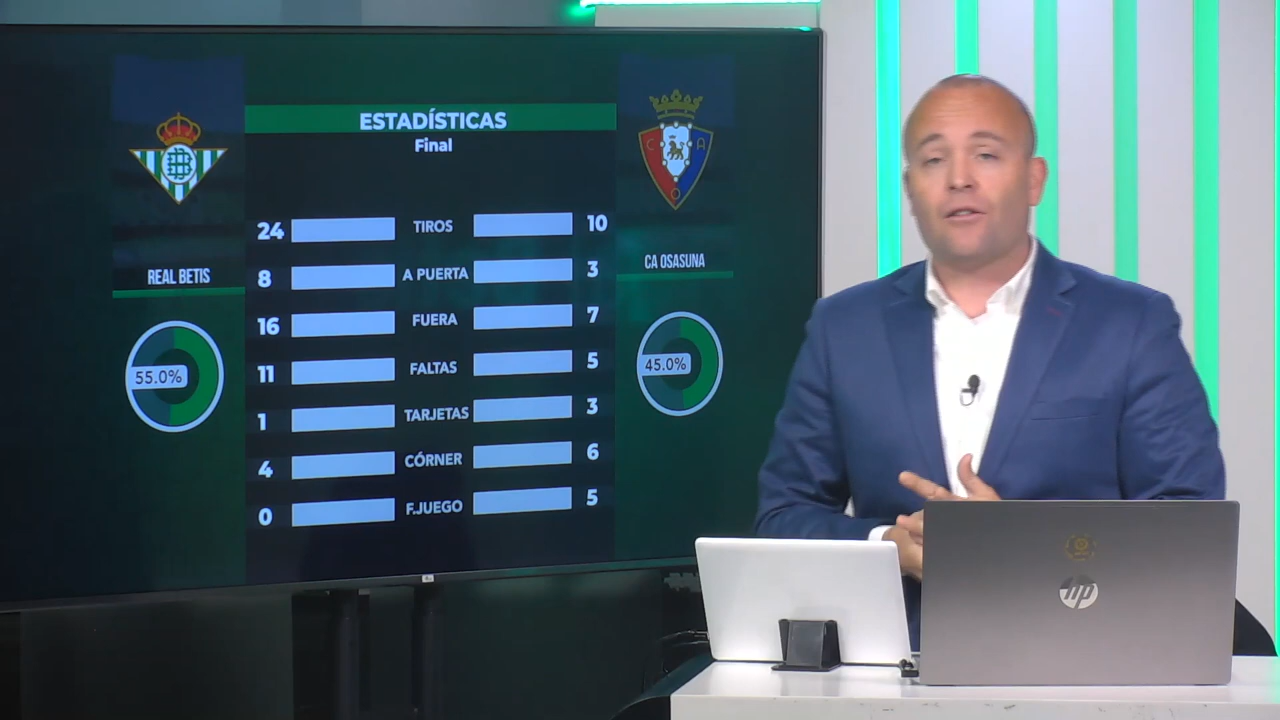 ESTADÍSTICAS
Final
REAL BETIS
CA OSASUNA
55.0%
45.0%
24 TIROS 10
8 A PUERTA 3
16 FUERA 7
11 FALTAS 5
1 TARJETAS 3
4 CÓRNER 6
0 F.JUEGO 5
C A
O
hp